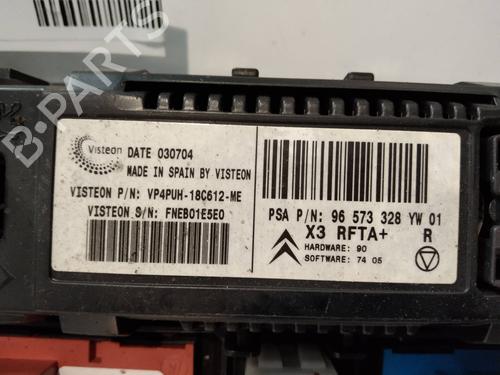 B-Parts
Visteon
DATE 030704
MADE IN SPAIN BY VISTEON
VISTEON P/N: VP4PUH-18C612-ME
VISTEON S/N: FNEB01E5E0
PSA P/N: 96 573 328 YW 01
X3 RFTA+ R
HARDWARE: 90
SOFTWARE: 74 05